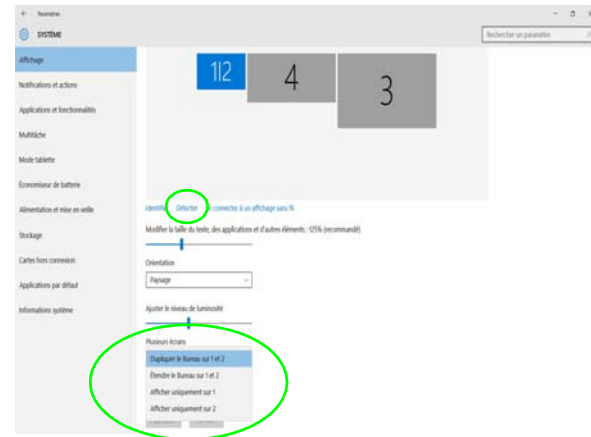 Paramètres
SYSTÈME
Rechercher un paramètre
Affichage
Notifications et actions
Applications et fonctionnalités
Multitâche
Mode tablette
Économiseur de batterie
Alimentation et mise en veille
Stockage
Cartes hors connexion
Applications par défaut
Informations système
1|2
4
3
Identifier Détecter connecter à un affichage sans fil
Modifier la taille du texte, des applications et d'autres éléments : 125% (recommandé)
Orientation
Paysage
Ajuster le niveau de luminosité
Plusieurs écrans
Dupliquer le Bureau sur 1 et 2
Étendre le Bureau sur 1 et 2
Afficher uniquement sur 1
Afficher uniquement sur 2